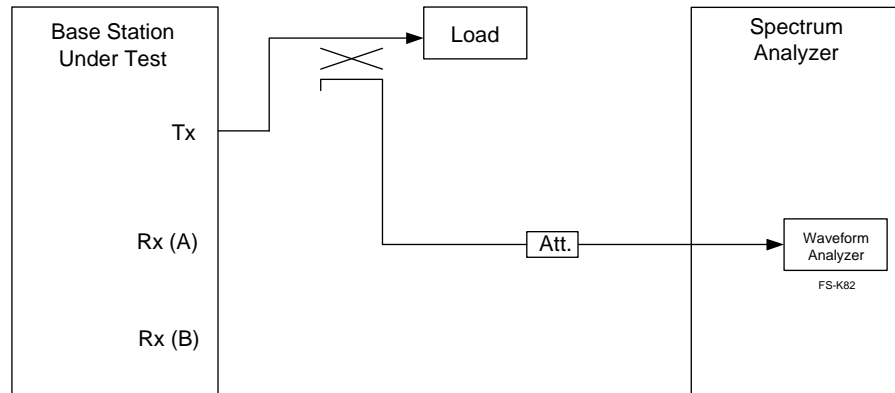 Base Station
Under Test
Load
Spectrum
Analyzer
Tx
Rx (A)
Att.
Waveform
Analyzer
FS-K82
Rx (B)